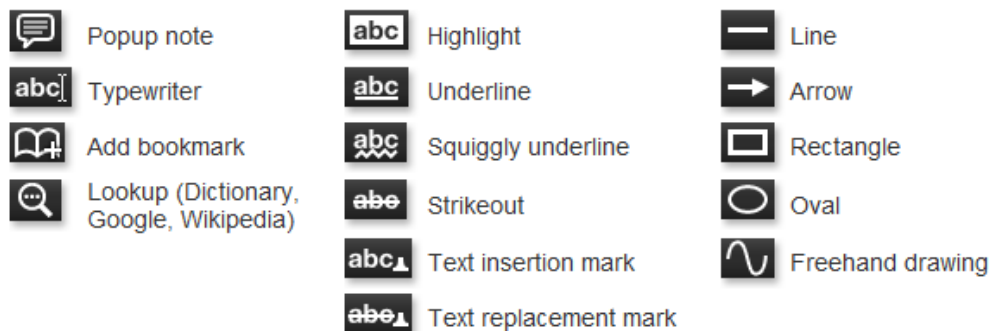 Popup note
abc Typewriter
Add bookmark
Lookup (Dictionary,
Google, Wikipedia)
abc Highlight
abc Underline
abc Squiggly underline
abc Strikeout
abc Text insertion mark
abc Text replacement mark
Line
Arrow
Rectangle
Oval
Freehand drawing